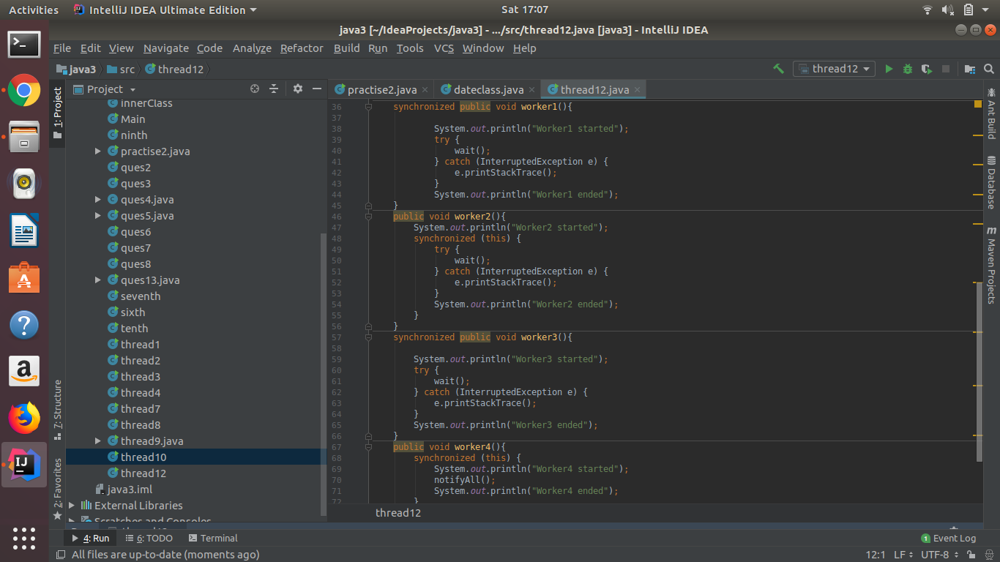 Activities IntelliJ IDEA Ultimate Edition Sat 17:07
java3 [~/IdeaProjects/java3] - .../src/thread12.java [java3] - IntelliJ IDEA
File Edit View Navigate Code Analyze Refactor Build Run Tools VCS Window Help
java3 src thread12 thread12
Project
practise2.java dateclass.java thread12.java
1: Project
7: Structure
2: Favorites
innerClass
Main
ninth
practise2.java
ques2
ques3
ques4.java
ques5.java
ques6
ques7
ques8
ques13.java
seventh
sixth
tenth
thread1
thread2
thread3
thread4
thread7
thread8
thread9.java
thread10
thread12
java3.iml
External Libraries
Scratches and Consoles
36 synchronized public void worker1(){
37
38 System.out.println("Worker1 started");
39 try {
40 wait();
41 } catch (InterruptedException e) {
42 e.printStackTrace();
43 }
44 System.out.println("Worker1 ended");
45 }
46 public void worker2(){
47 System.out.println("Worker2 started");
48 synchronized (this) {
49 try {
50 wait();
51 } catch (InterruptedException e) {
52 e.printStackTrace();
53 }
54 System.out.println("Worker2 ended");
55 }
56 }
57 synchronized public void worker3(){
58
59 System.out.println("Worker3 started");
60 try {
61 wait();
62 } catch (InterruptedException e) {
63 e.printStackTrace();
64 }
65 System.out.println("Worker3 ended");
66 }
67 public void worker4(){
68 synchronized (this) {
69 System.out.println("Worker4 started");
70 notifyAll();
71 System.out.println("Worker4 ended");
72 }
thread12
Ant Build
Database
Maven Projects
4: Run 6: TODO Terminal 1 Event Log
All files are up-to-date (moments ago) 12:1 LF UTF-8